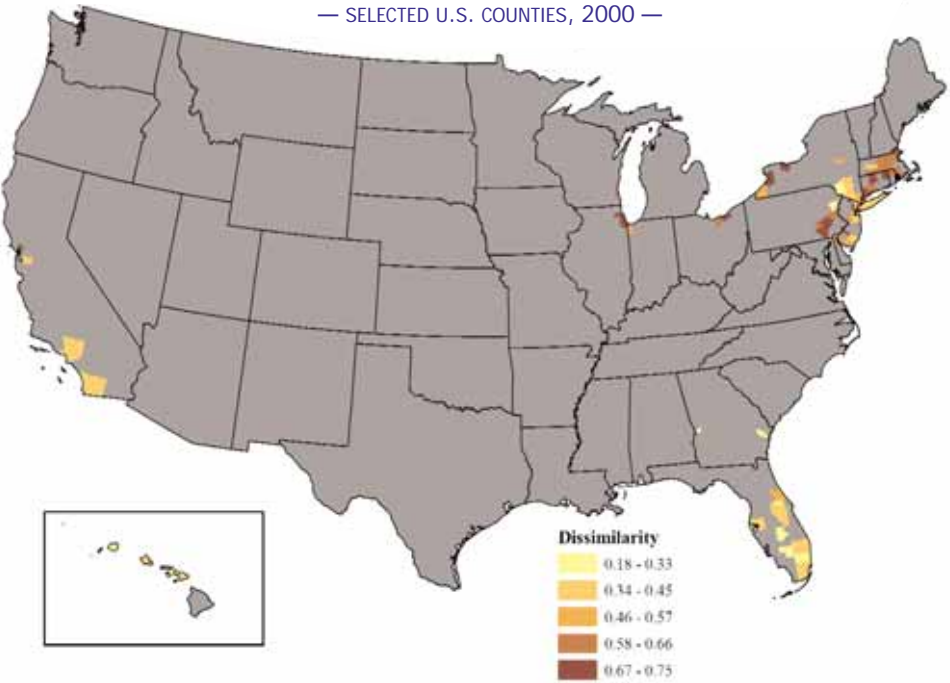 — SELECTED U.S. COUNTIES, 2000 —
Dissimilarity
0.18 - 0.33
0.34 - 0.45
0.46 - 0.57
0.58 - 0.66
0.67 - 0.75